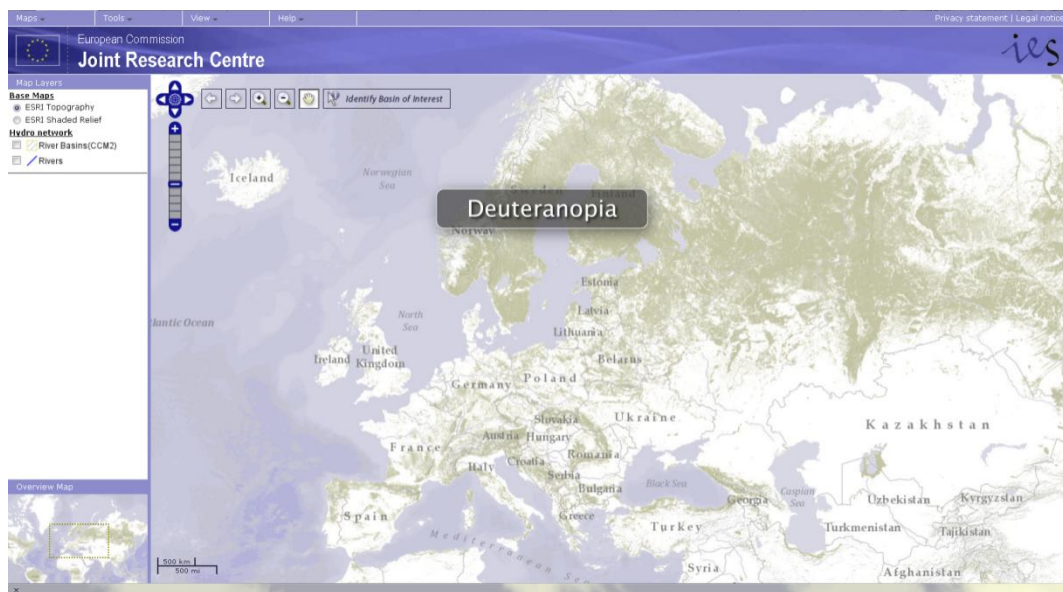 Maps
Tools
View
Help
Privacy statement | Legal notice
European Commission
Joint Research Centre
ies
Map Layers
Base Maps
ESRI Topography
ESRI Shaded Relief
Hydro network
River Basins(CCM2)
Rivers
Identify Basin of Interest
Iceland
Norwegian
Sea
Sweden
Finland
Deuteranopia
Norway
Estonia
North
Sea
Latvia
lantic Ocean
Lithuania
Ireland
United
Kingdom
Belarus
Germany
Poland
Ukraine
Kazakhstan
Slovakia
Austria
Hungary
France
Romania
Italy
Croatia
Serbia
Bulgaria
Black Sea
Georgia
Caspian
Sea
Uzbekistan
Kyrgyzstan
Overview Map
Spain
Greece
Turkey
Turkmenistan
Tajikistan
Mediterranean Sea
500 km
500 mi
Syria
Afghanistan
x